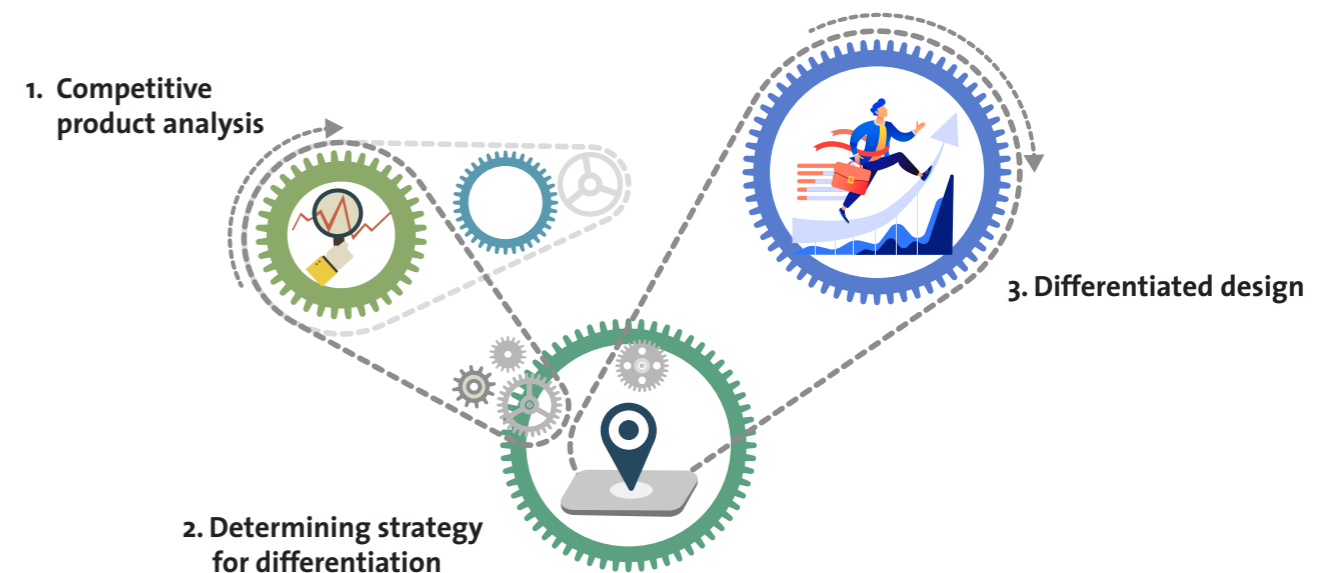 1. Competitive
product analysis
3. Differentiated design
2. Determining strategy
for differentiation